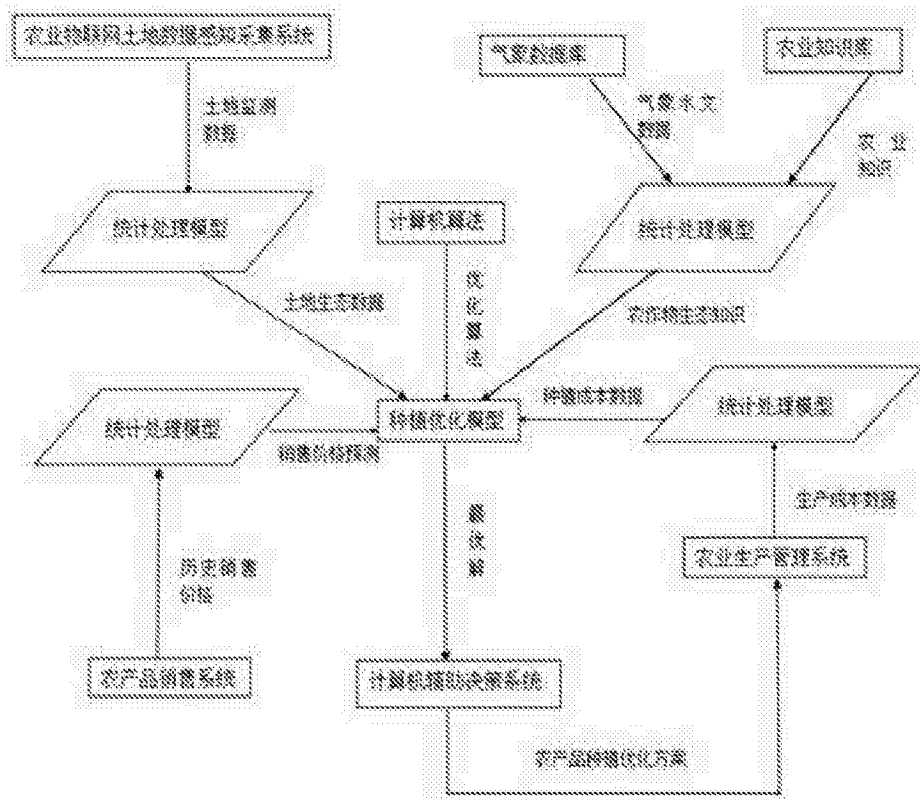 农业物联网土地数据感知采集系统
气象数据库
农业知识库
土地监测
数据
气象水文
数据
农业
知识
统计处理模型
计算机算法
统计处理模型
土地生态数据
优化算法
农作物生态知识
统计处理模型
销售价格预测
种植优化模型
种植成本数据
统计处理模型
最优解
生产成本数据
农业生产管理系统
历史销售
价格
农产品销售系统
计算机辅助决策系统
农产品种植优化方案